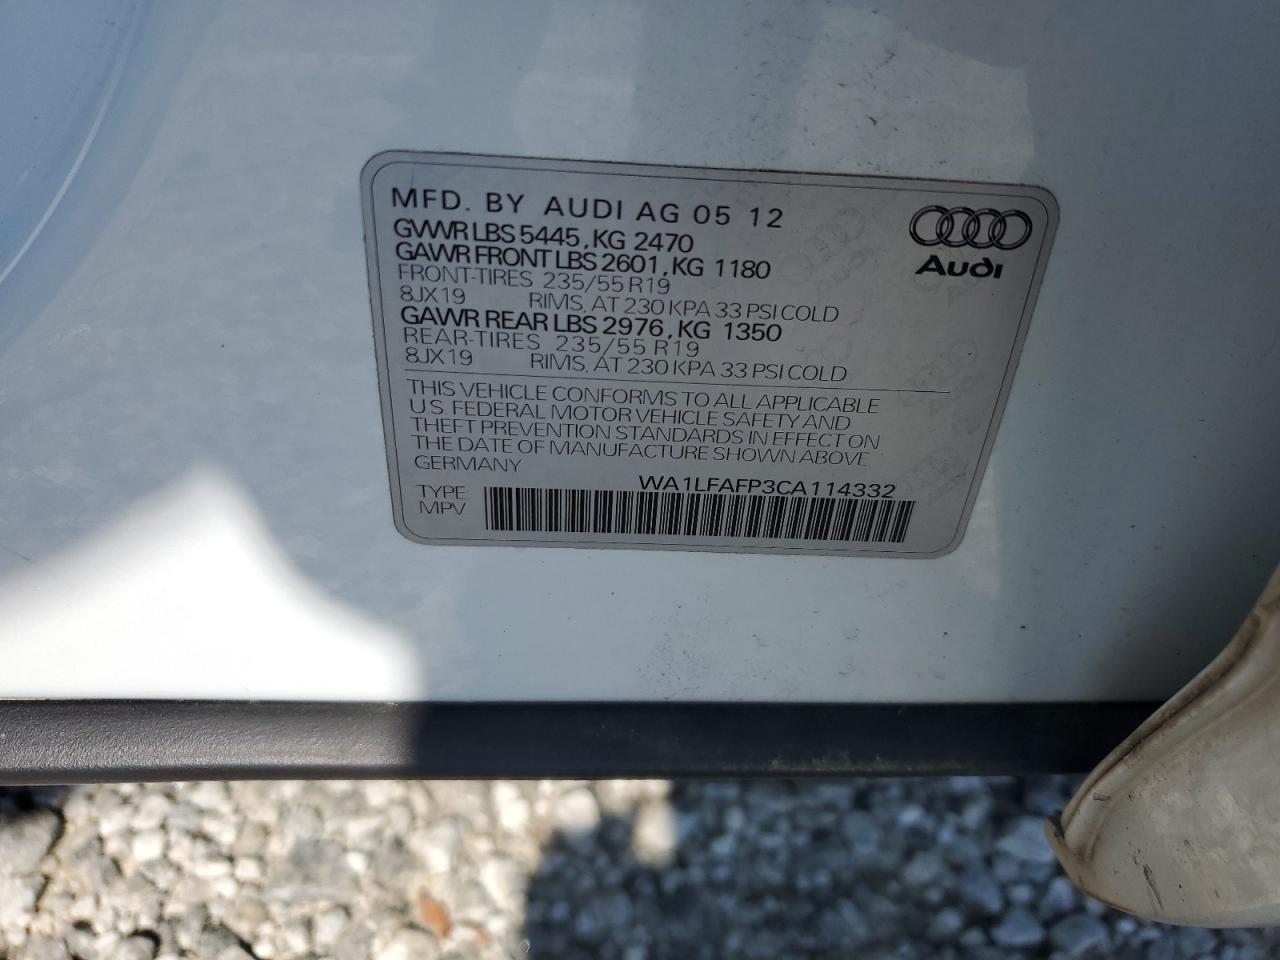 MFD. BY AUDI AG 05 12
GVWR LBS 5445, KG 2470
GAWR FRONT LBS 2601, KG 1180
FRONT-TIRES 235/55 R19
8JX19 RIMS, AT 230 KPA 33 PSI COLD
GAWR REAR LBS 2976, KG 1350
REAR-TIRES 235/55 R19
8JX19 RIMS, AT 230 KPA 33 PSI COLD
Audi
THIS VEHICLE CONFORMS TO ALL APPLICABLE
U.S. FEDERAL MOTOR VEHICLE SAFETY AND
THEFT PREVENTION STANDARDS IN EFFECT ON
THE DATE OF MANUFACTURE SHOWN ABOVE.
GERMANY
WA1LFAFP3CA114332
TYPE
MPV